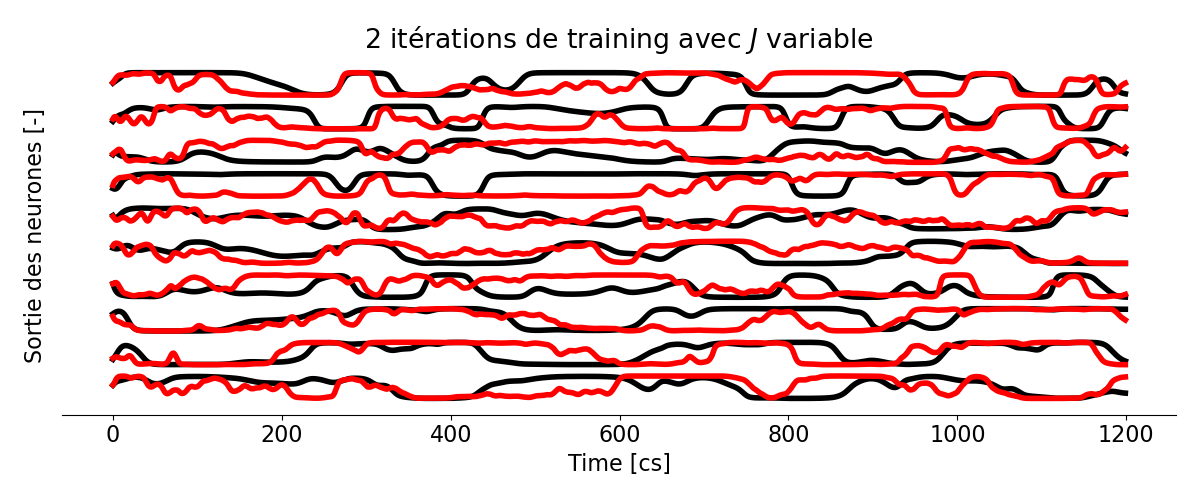 2 itérations de training avec J variable
Sortie des neurones [-]
0 200 400 600 800 1000 1200
Time [cs]